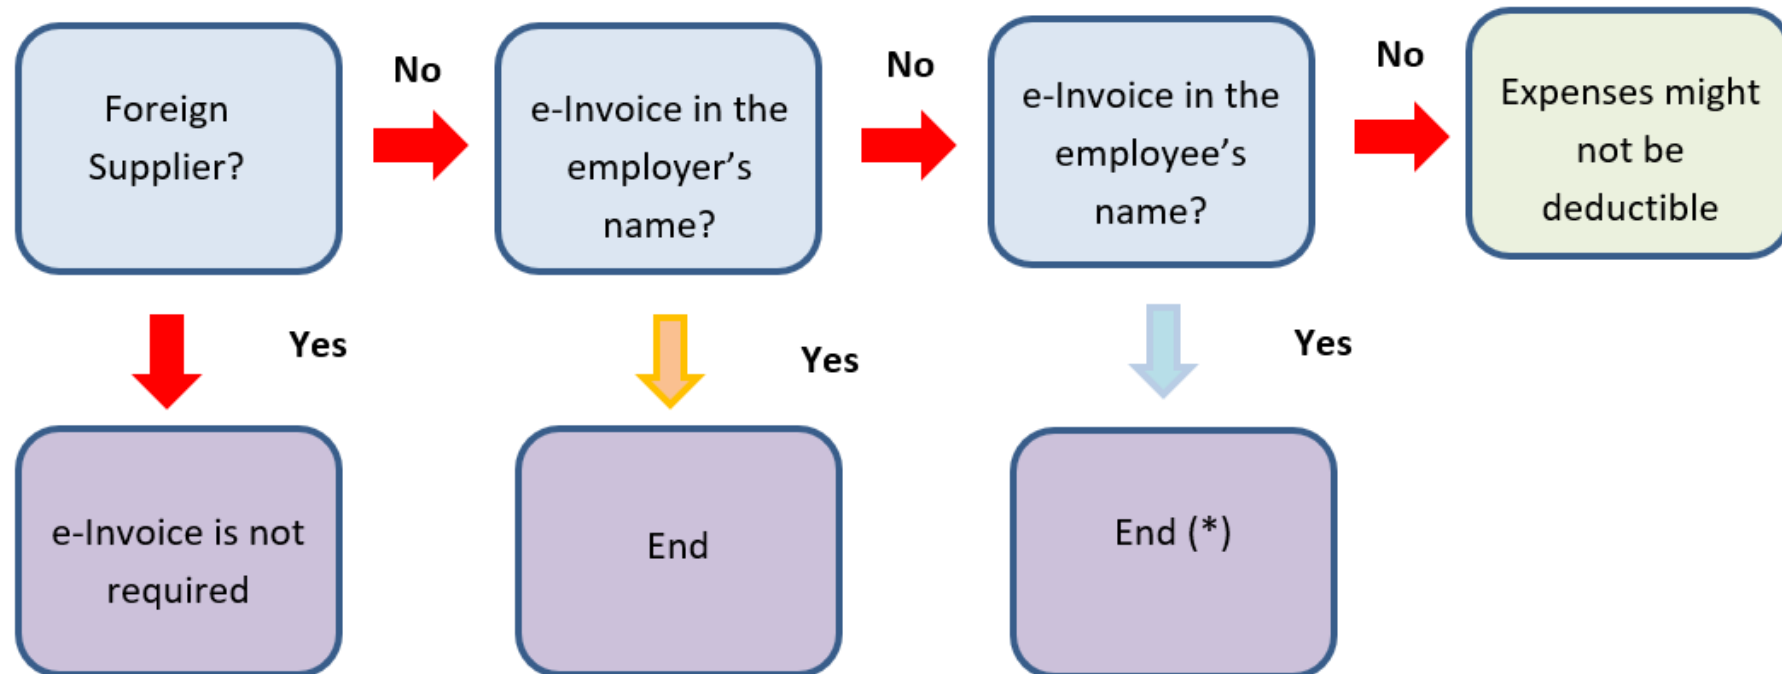 Foreign
Supplier?
No
e-Invoice in the
employer’s
name?
No
e-Invoice in the
employee’s
name?
No
Expenses might
not be
deductible
Yes
Yes
Yes
e-Invoice is not
required
End
End (*)